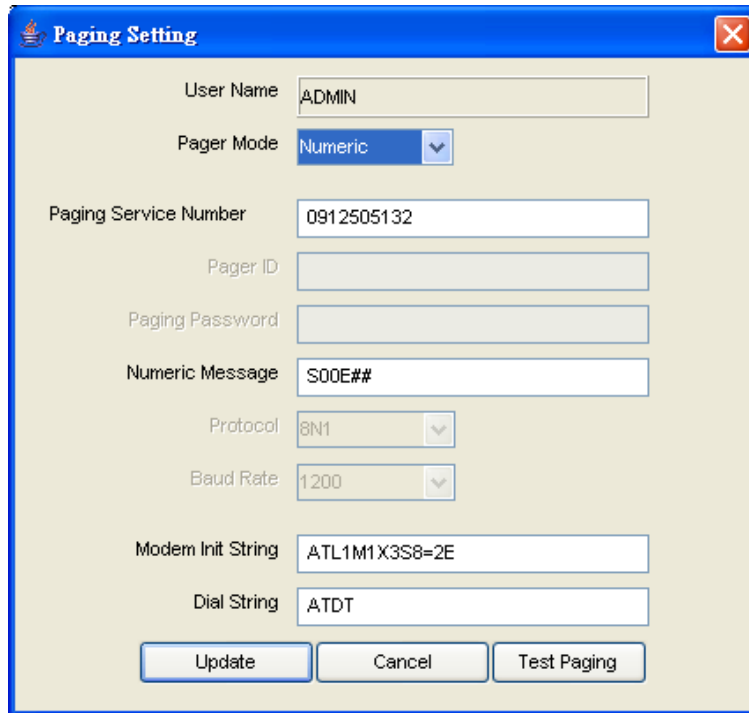 Paging Setting
User Name ADMIN
Pager Mode Numeric
Paging Service Number 0912505132
Pager ID
Paging Password
Numeric Message S00E##
Protocol 8N1
Baud Rate 1200
Modem Init String ATL1M1X3S8=2E
Dial String ATDT
Update Cancel Test Paging